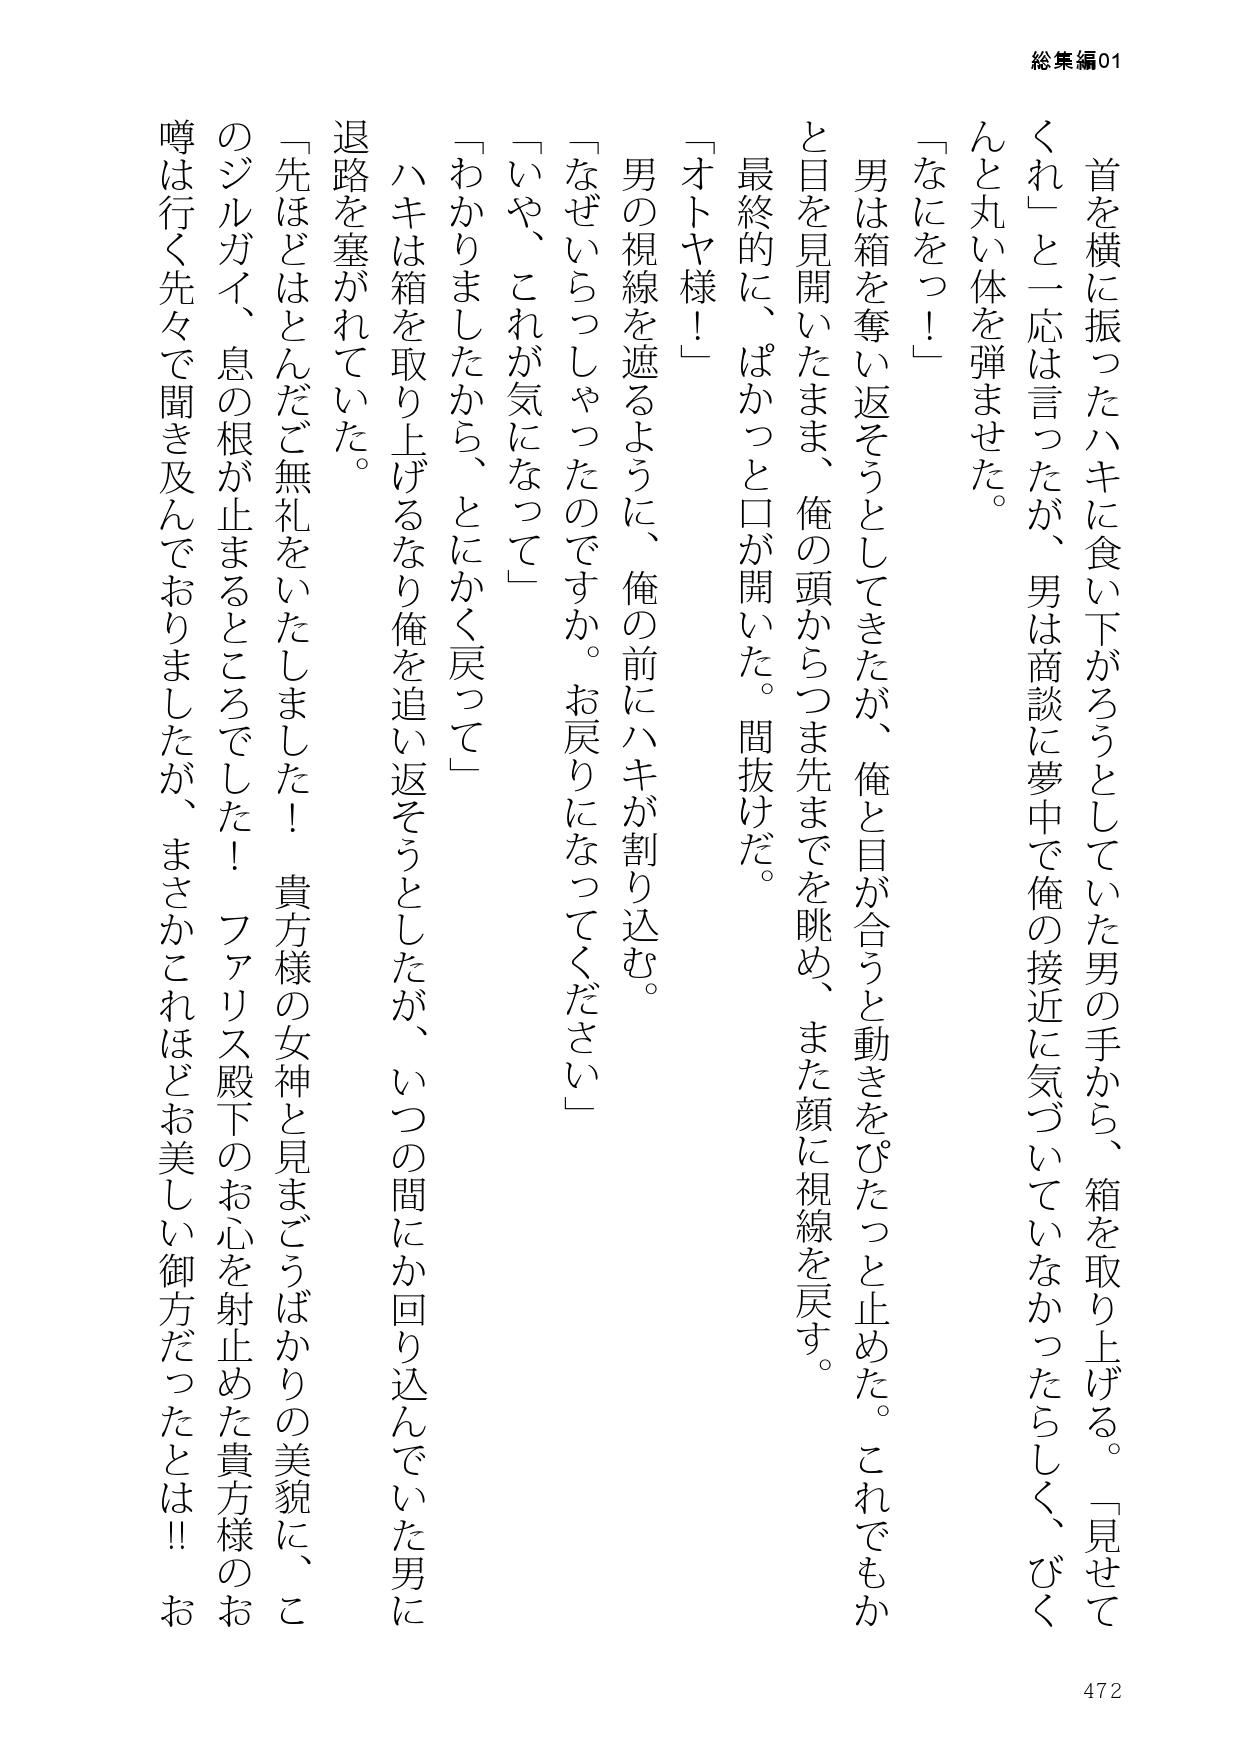 総集編01
　首を横に振ったハキに食い下がろうとしていた男の手から、箱を取り上げる。「見せて
くれ」と一応は言ったが、男は商談に夢中で俺の接近に気づいていなかったらしく、びく
んと丸い体を弾ませた。
「なにをっ！」
　男は箱を奪い返そうとしてきたが、俺と目が合うと動きをぴたっと止めた。これでもか
と目を見開いたまま、俺の頭からつま先までを眺め、また顔に視線を戻す。
　最終的に、ぱかっと口が開いた。間抜けだ。
「オトヤ様！」
　男の視線を遮るように、俺の前にハキが割り込む。
「なぜいらっしゃったのですか。お戻りになってください」
「いや、これが気になって」
「わかりましたから、とにかく戻って」
　ハキは箱を取り上げるなり俺を追い返そうとしたが、いつの間にか回り込んでいた男に
退路を塞がれていた。
「先ほどはとんだご無礼をいたしました！　貴方様の女神と見まごうばかりの美貌に、こ
のジルガイ、息の根が止まるところでした！　ファリス殿下のお心を射止めた貴方様のお
噂は行く先々で聞き及んでおりましたが、まさかこれほどお美しい御方だったとは!!　お
472